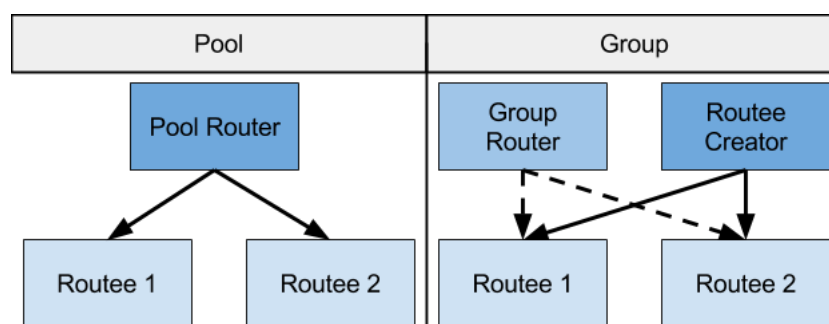 Pool
Group
Pool Router
Group
Router
Routee
Creator
Routee 1
Routee 2
Routee 1
Routee 2